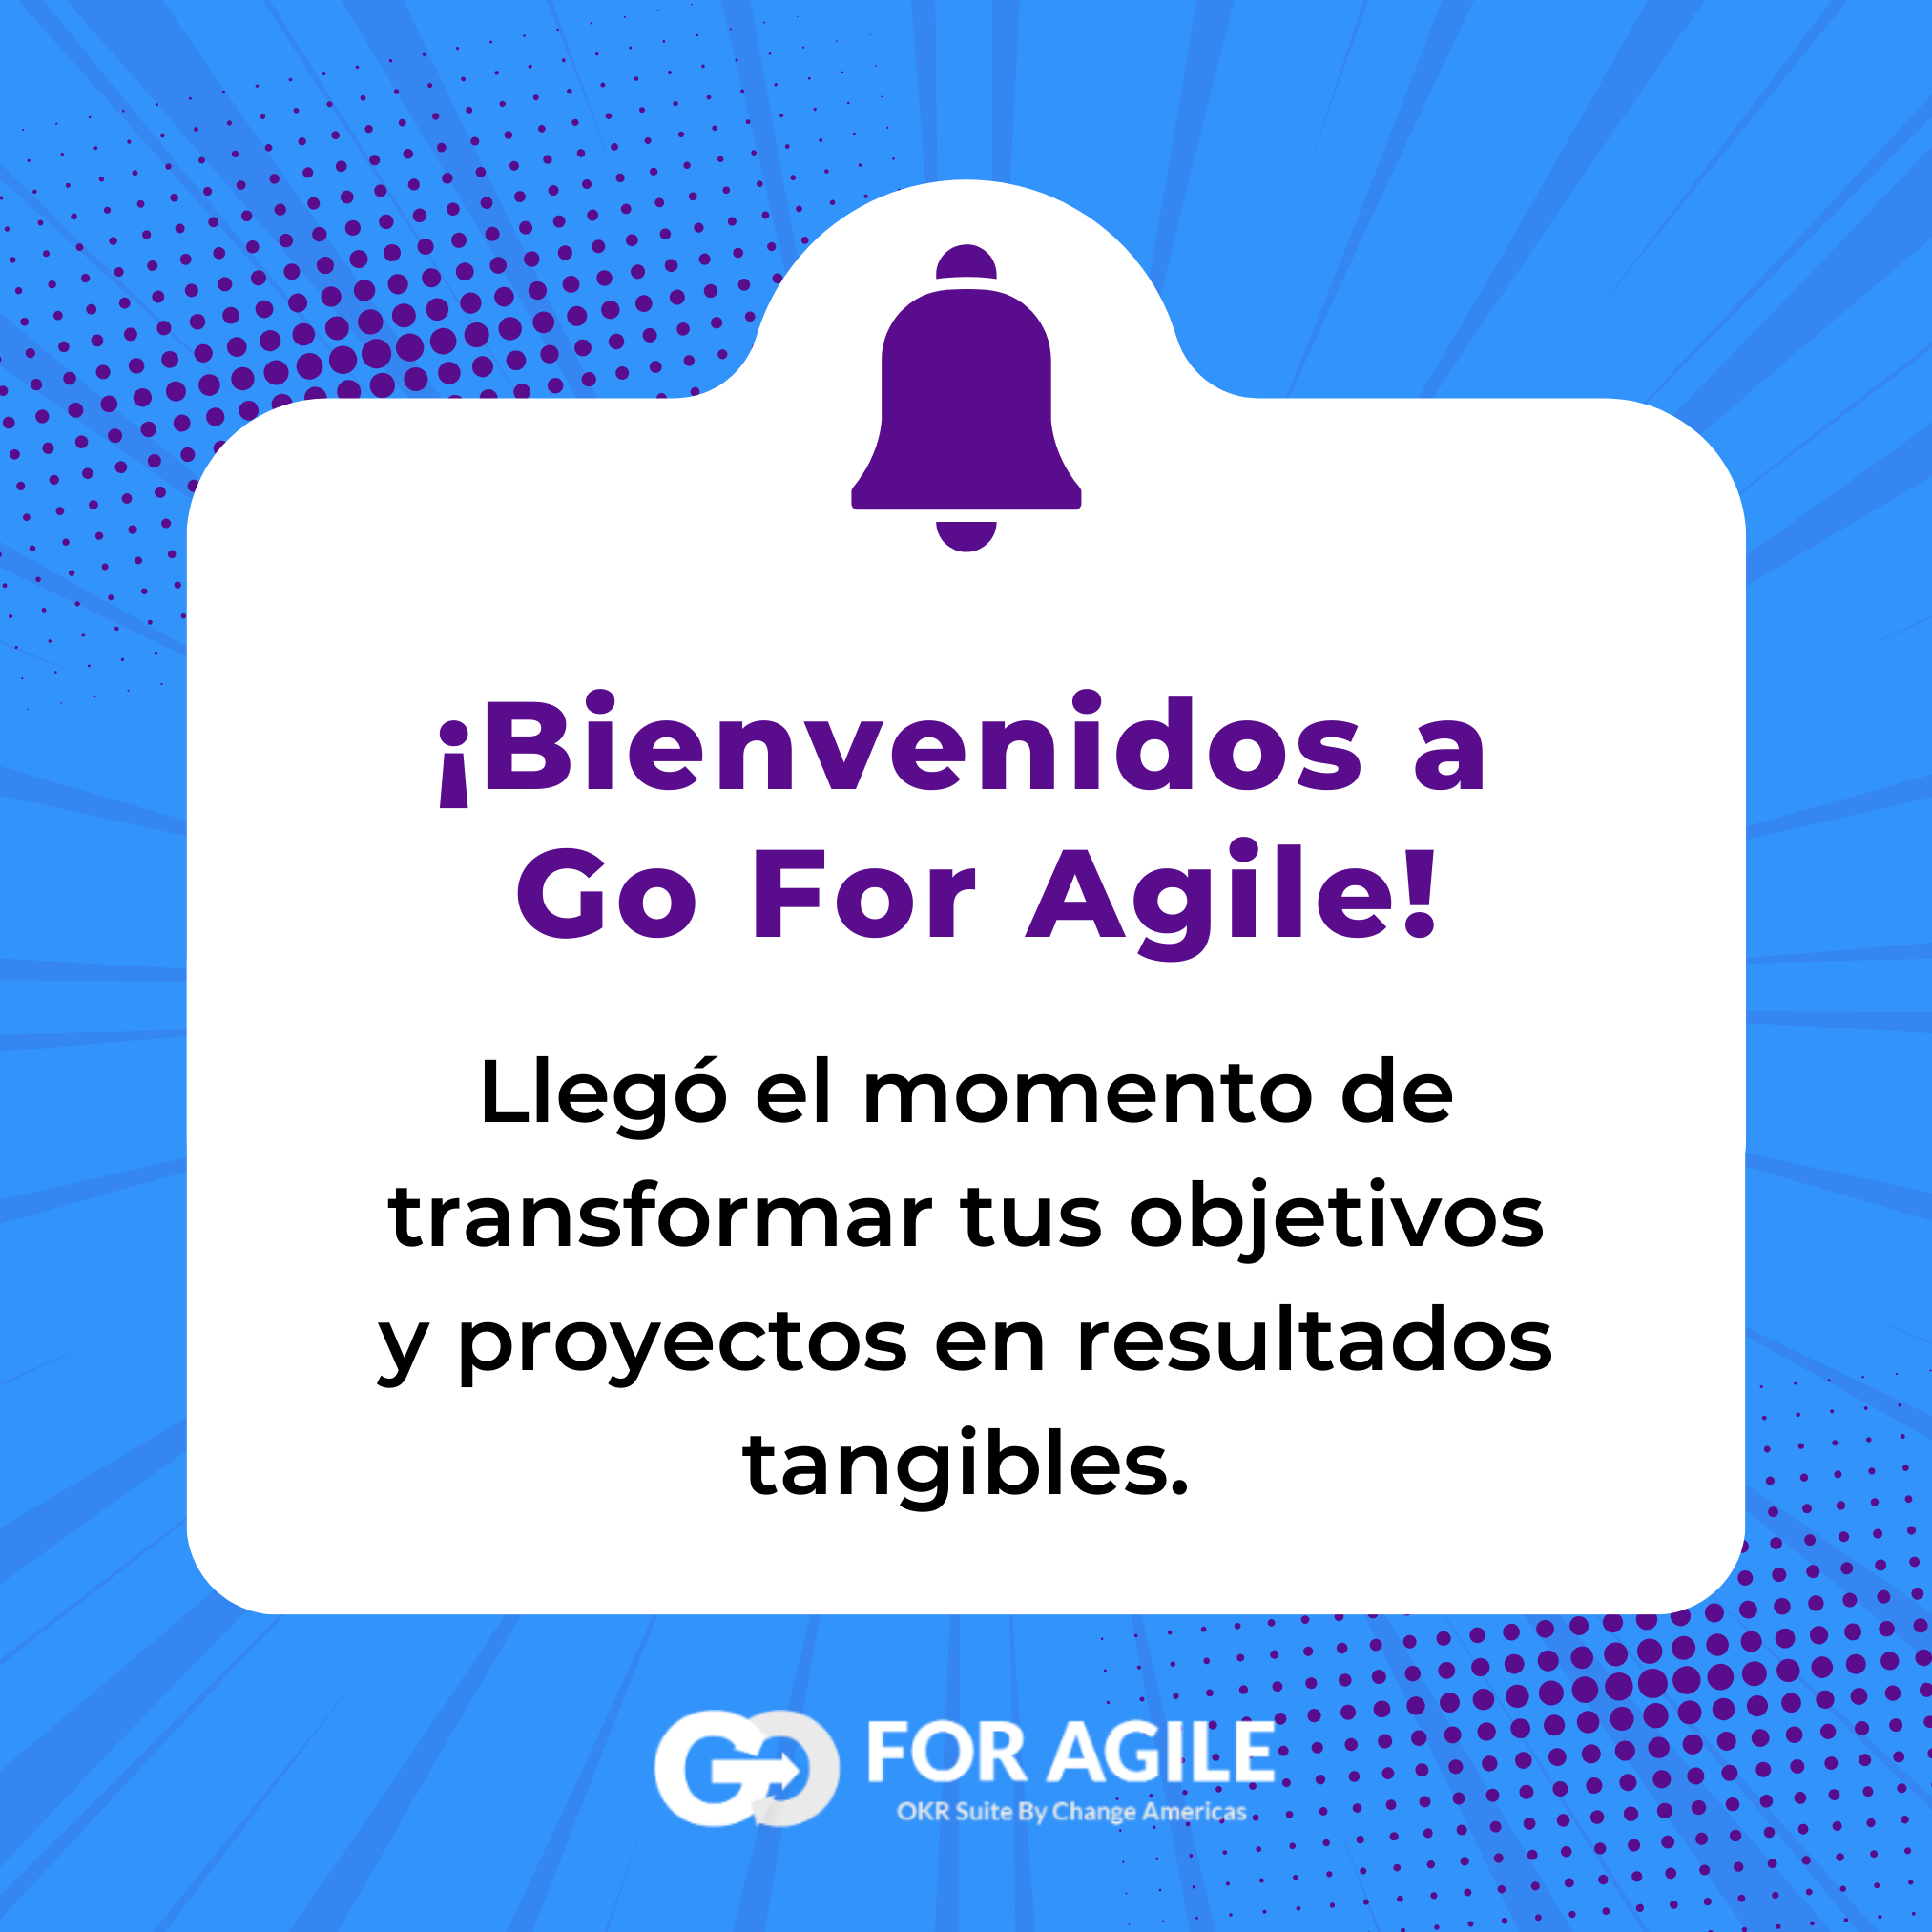 ¡Bienvenidos a
Go For Agile!
Llegó el momento de
transformar tus objetivos
y proyectos en resultados
tangibles.
GO FOR AGILE
OKR Suite By Change Americas